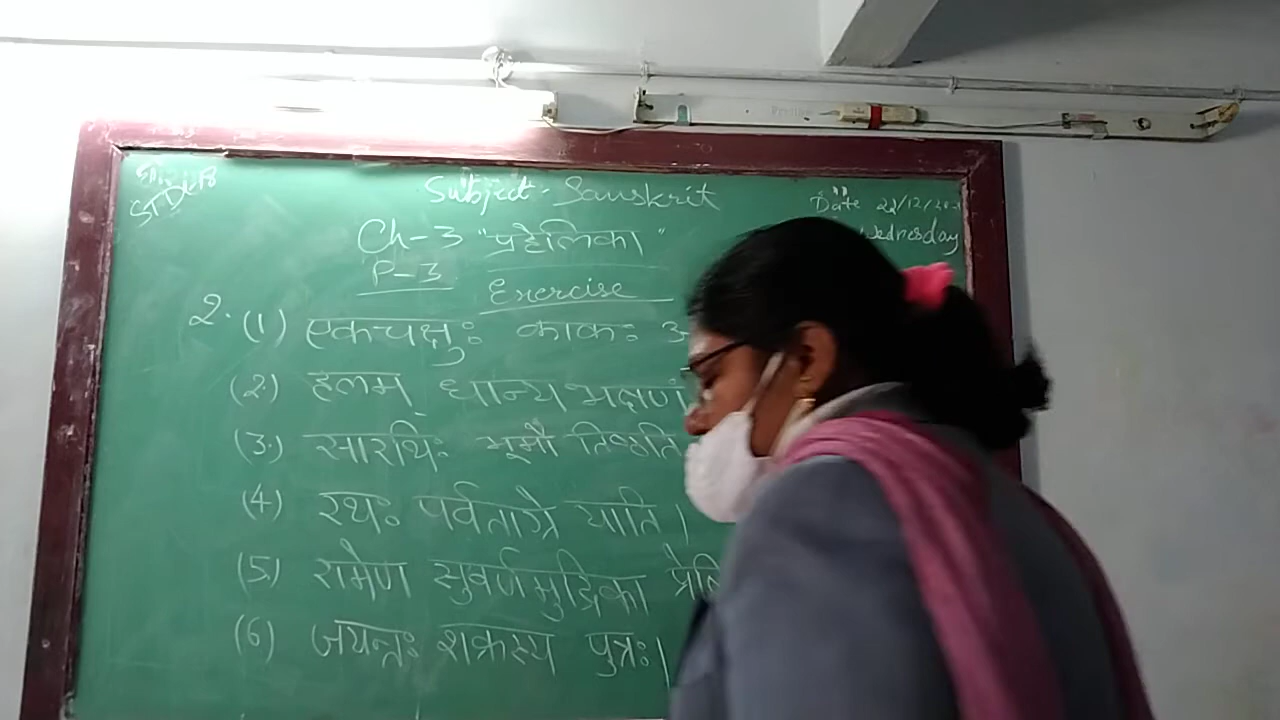 Subject - Sanskrit
Date 22/12/20
Wednesday
Ch-3 "प्रहेलिका"
P-3
Exercise
2. (1) एकचक्षुः काकः
(2) हलम् धान्यभक्षणं
(3) सारथिः भूमौ तिष्ठति
(4) रथः पर्वताग्रे याति।
(5) रामेण सुवर्णमुद्रिका
(6) जयन्तः शक्रस्य पुत्रः।